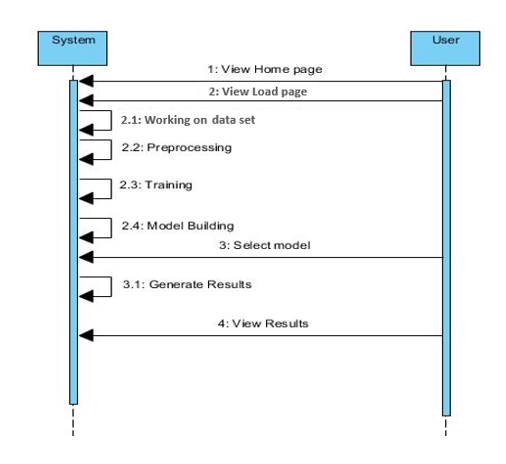 System
User
1: View Home page
2: View Load page
2.1: Working on data set
2.2: Preprocessing
2.3: Training
2.4: Model Building
3: Select model
3.1: Generate Results
4: View Results